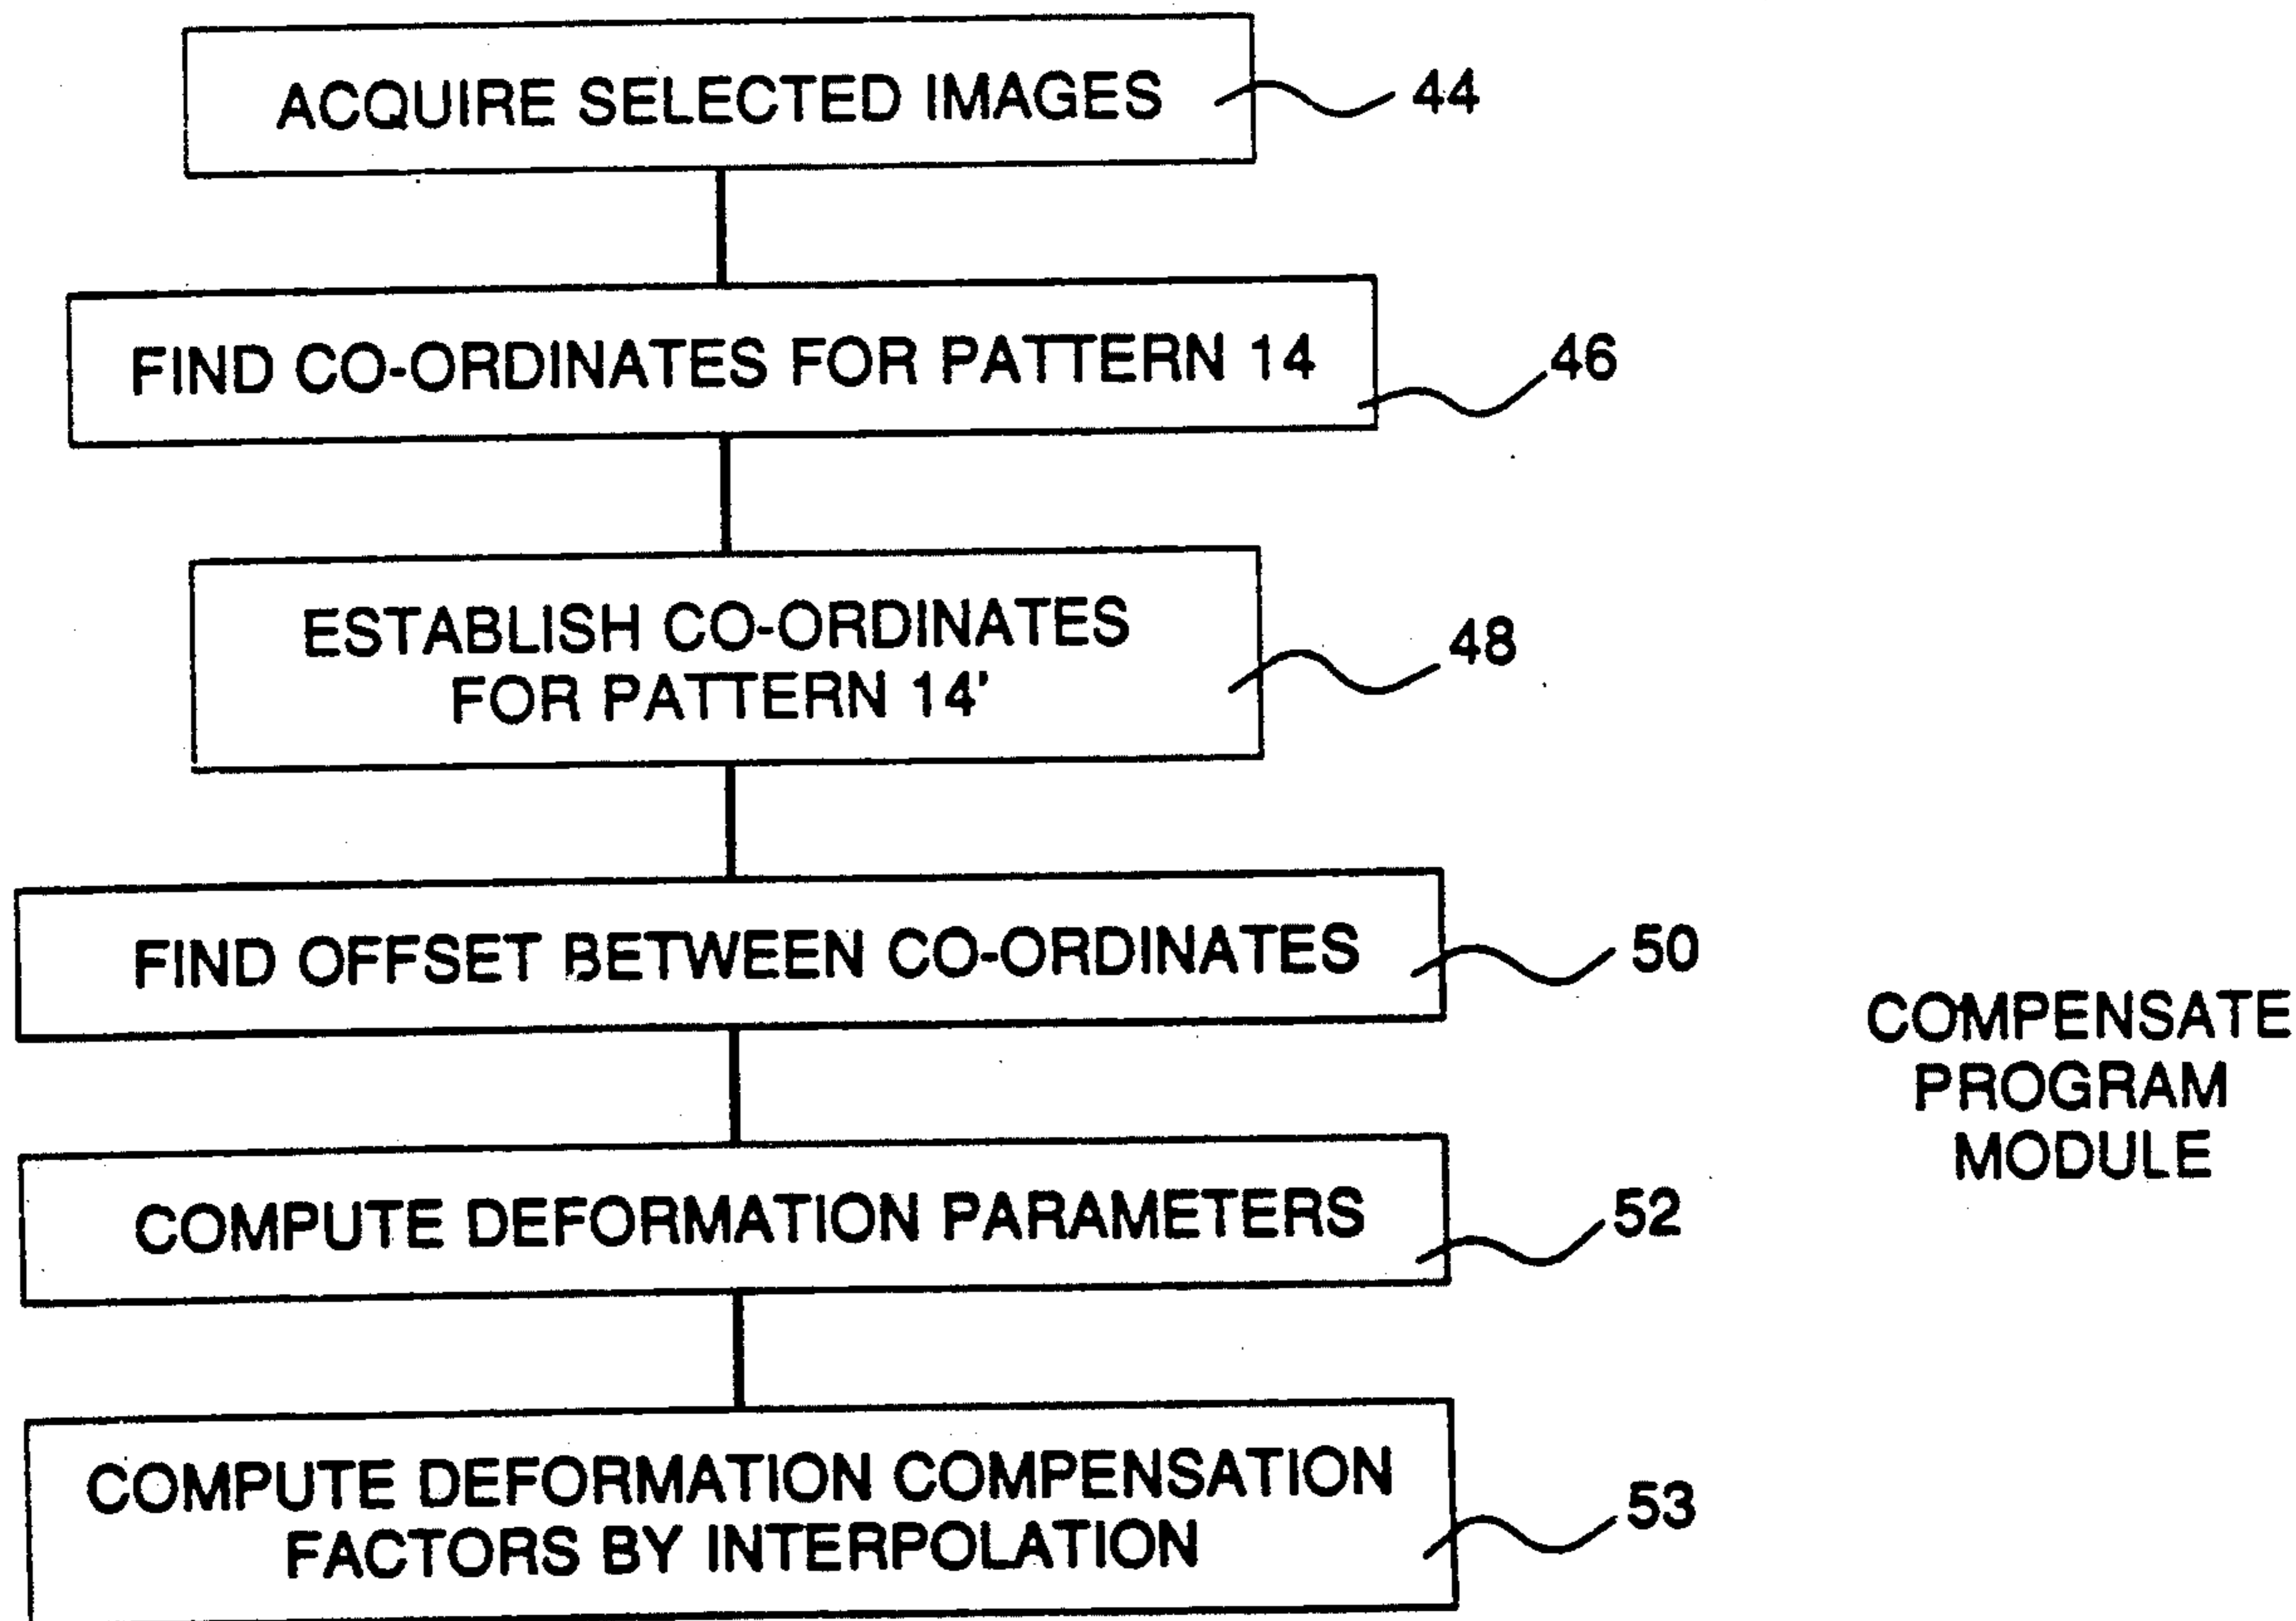 ACQUIRE SELECTED IMAGES
44
FIND CO-ORDINATES FOR PATTERN 14
46
ESTABLISH CO-ORDINATES
FOR PATTERN 14'
48
FIND OFFSET BETWEEN CO-ORDINATES
50
COMPENSATE
PROGRAM
MODULE
COMPUTE DEFORMATION PARAMETERS
52
COMPUTE DEFORMATION COMPENSATION
FACTORS BY INTERPOLATION
53